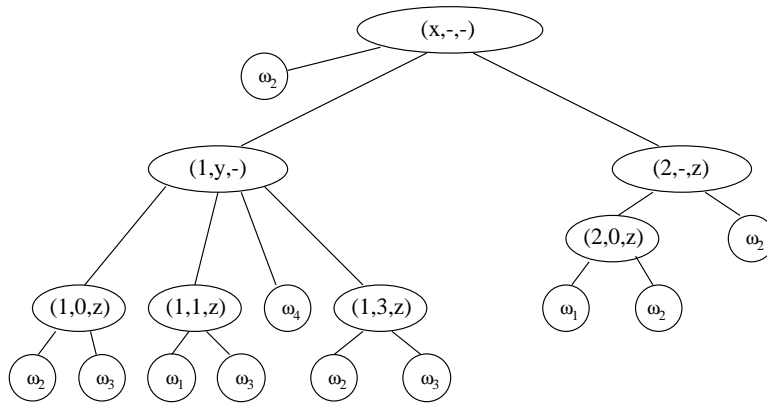 (x,-,-)
ω₂
(1,y,-)
(2,-,z)
(2,0,z)
ω₂
(1,0,z)
(1,1,z)
ω₄
(1,3,z)
ω₁
ω₂
ω₂
ω₃
ω₁
ω₃
ω₂
ω₃